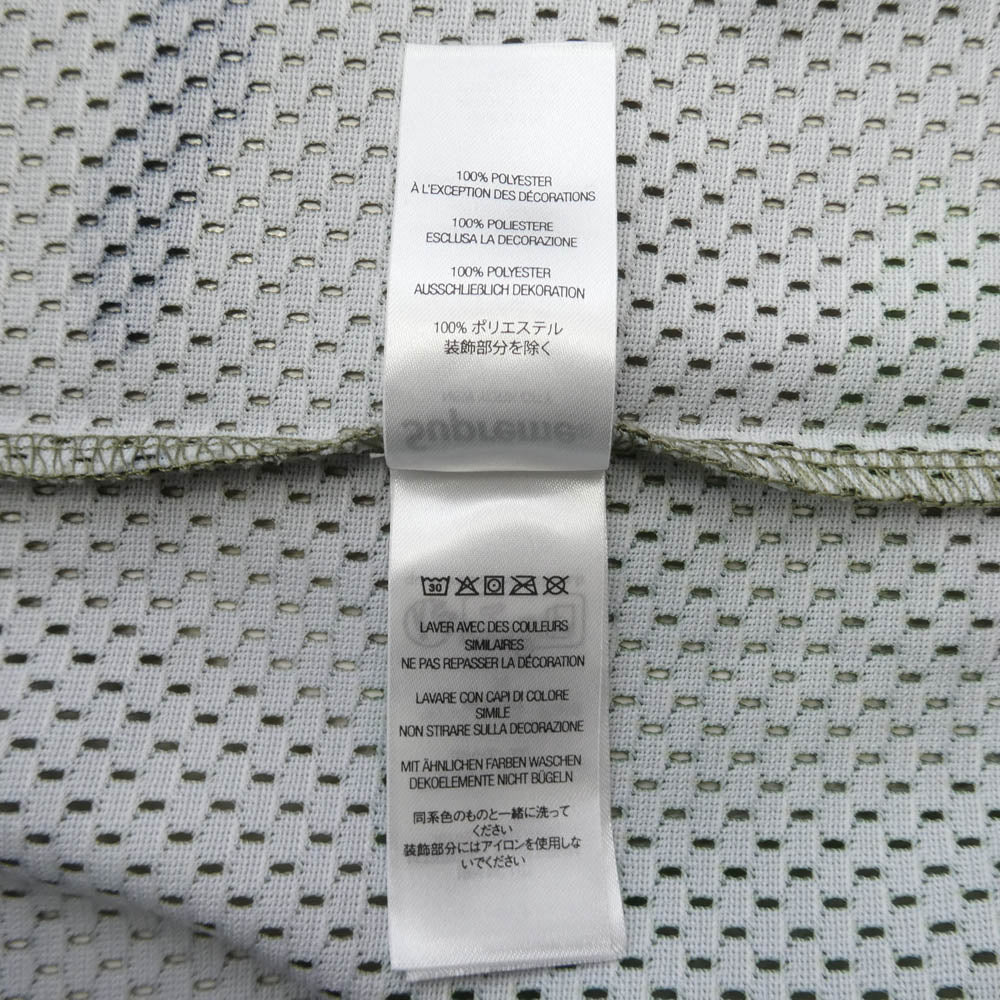 100% POLYESTER
À L'EXCEPTION DES DÉCORATIONS
100% POLIESTERE
ESCLUSA LA DECORAZIONE
100% POLYESTER
AUSSCHLIEßLICH DEKORATION
100% ポリエステル
装飾部分を除く
Supreme
30
LAVER AVEC DES COULEURS
SIMILAIRES
NE PAS REPASSER LA DÉCORATION
LAVARE CON CAPI DI COLORE
SIMILE
NON STIRARE SULLA DECORAZIONE
MIT ÄHNLICHEN FARBEN WASCHEN
DEKOELEMENTE NICHT BÜGELN
同系色のものと一緒に洗って
ください
装飾部分にはアイロンを使用しな
いでください